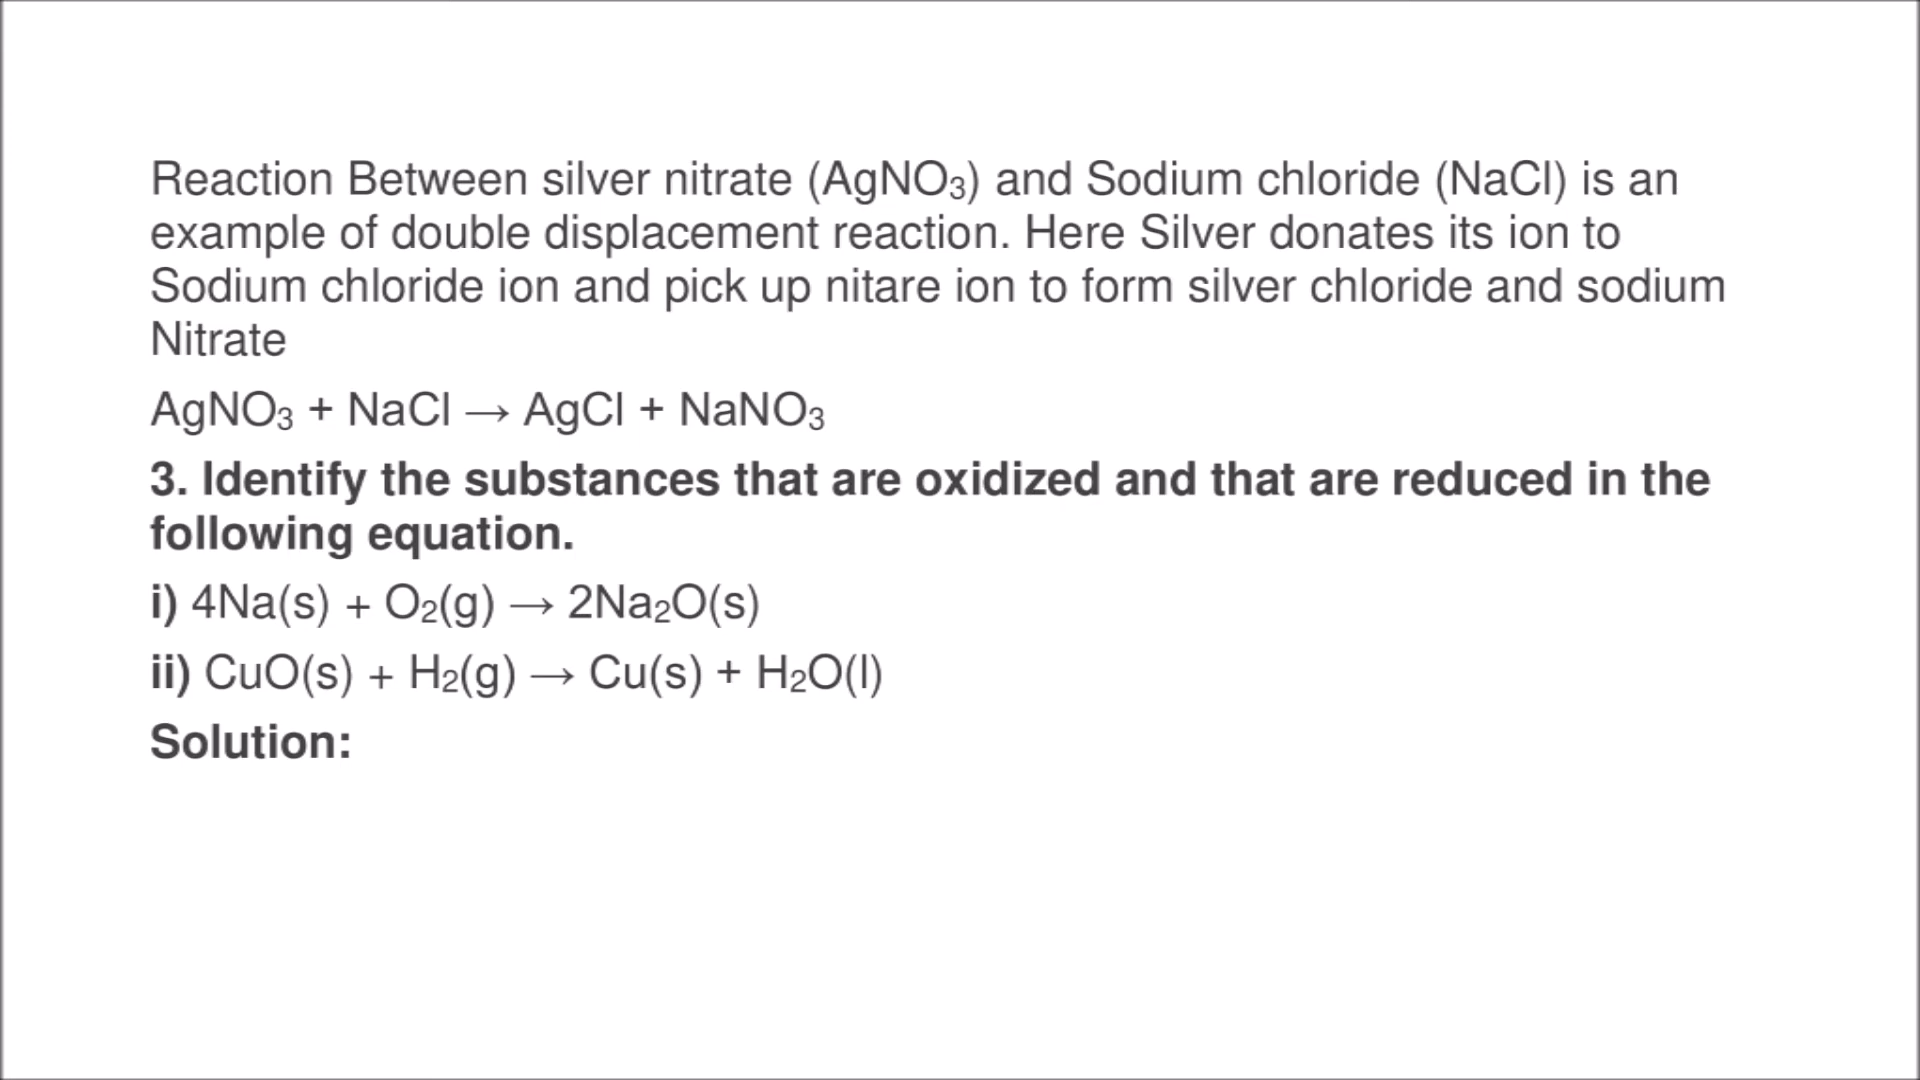 Reaction Between silver nitrate (AgNO₃) and Sodium chloride (NaCl) is an
example of double displacement reaction. Here Silver donates its ion to
Sodium chloride ion and pick up nitare ion to form silver chloride and sodium
Nitrate
AgNO₃ + NaCl → AgCl + NaNO₃
3. Identify the substances that are oxidized and that are reduced in the
following equation.
i) 4Na(s) + O₂(g) → 2Na₂O(s)
ii) CuO(s) + H₂(g) → Cu(s) + H₂O(l)
Solution: